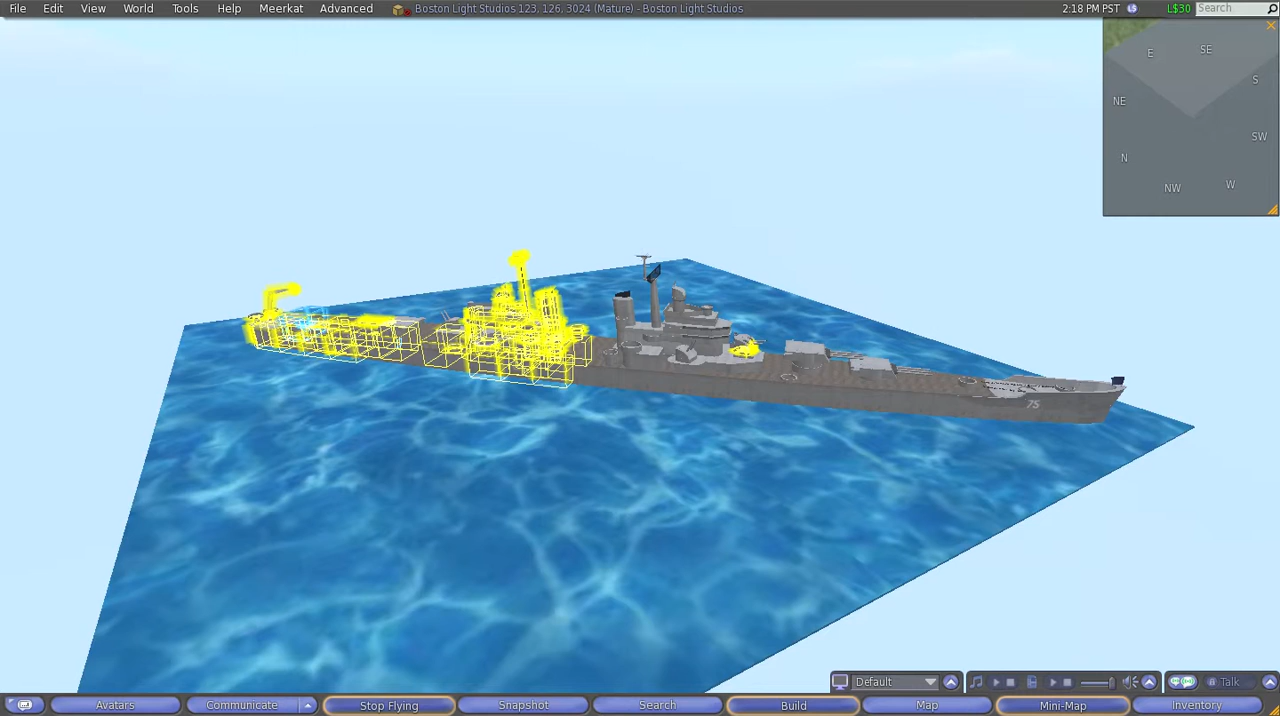 File Edit View World Tools Help Meerkat Advanced Boston Light Studios 123, 126, 3024 (Mature) - Boston Light Studios 2:18 PM PST L$30 Search
E SE
S
NE
SW
N
NW W
75
Default Talk
Avatars Communicate Stop Flying Snapshot Search Build Map Mini-Map Inventory